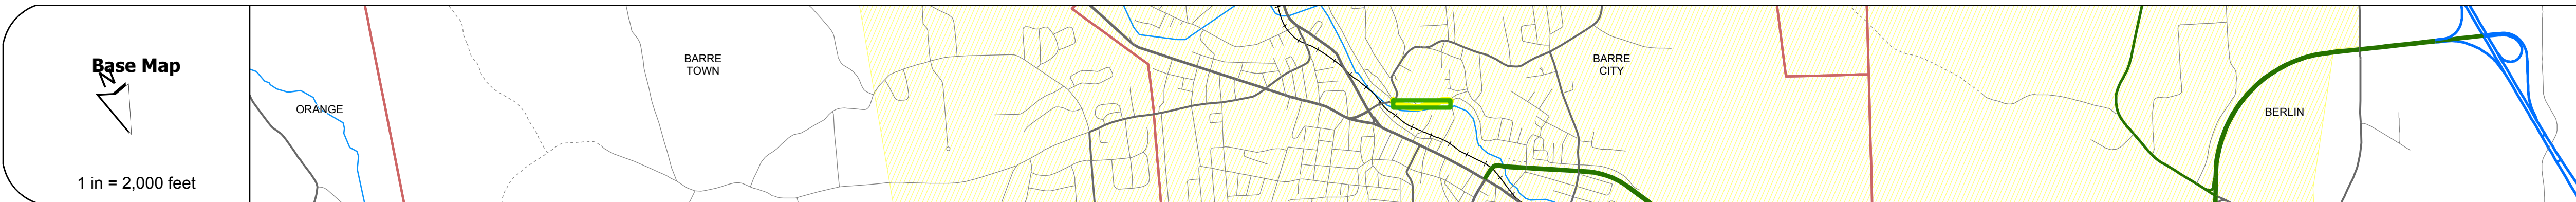 Base Map
N
1 in = 2,000 feet
ORANGE
BARRE
TOWN
BARRE
CITY
BERLIN